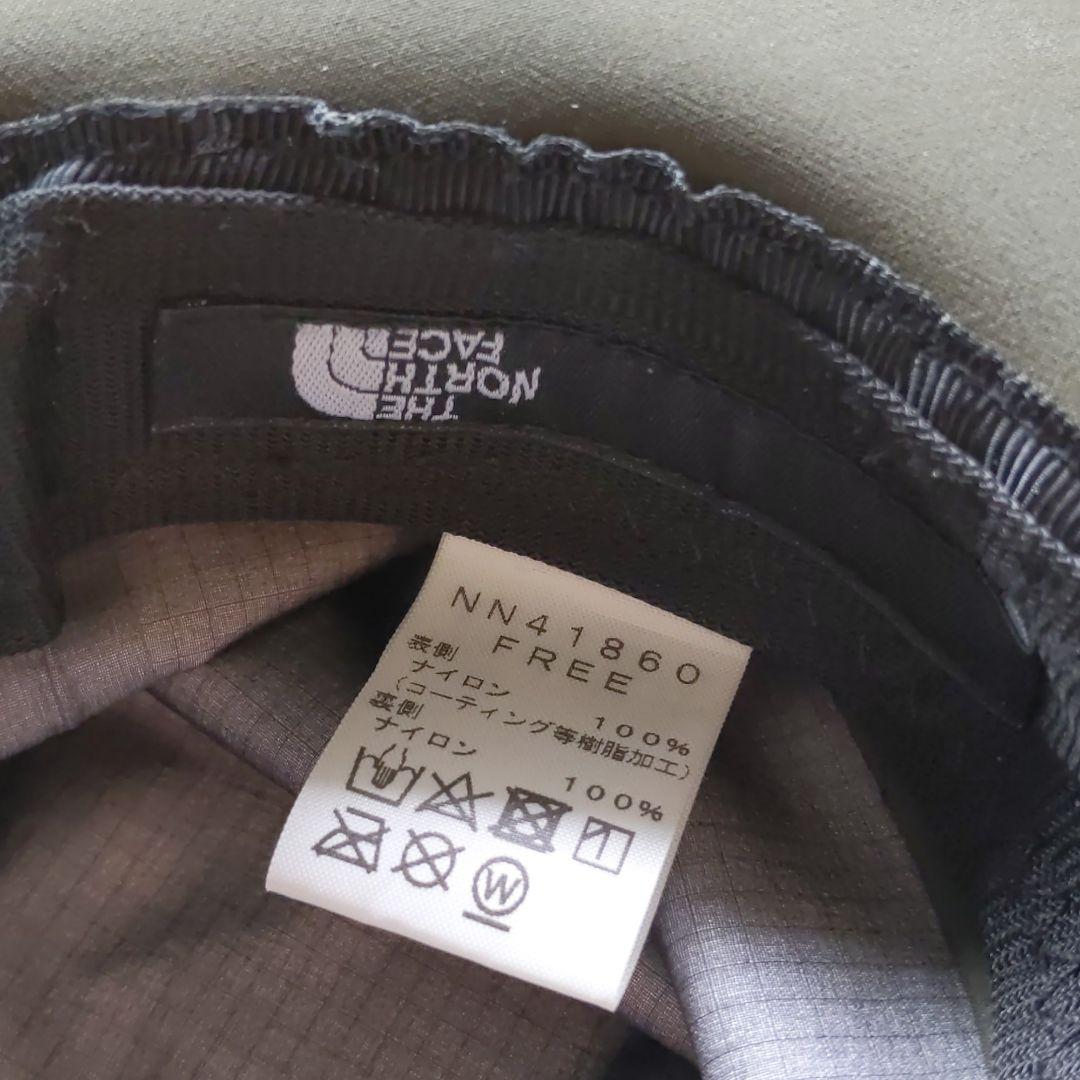 THE
NORTH
FACE
NN41860
FREE
表側
ナイロン 100%
(コーティング等樹脂加工)
裏側
ナイロン 100%
W